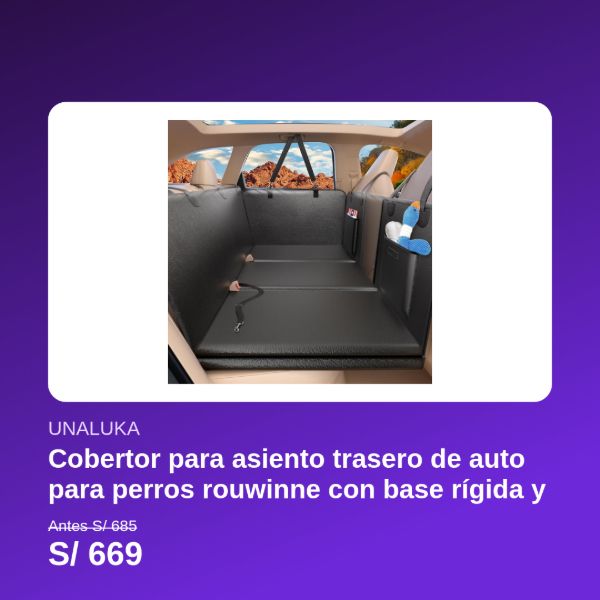 UNALUKA
Cobertor para asiento trasero de auto
para perros rouwinne con base rígida y
Antes S/ 685
S/ 669